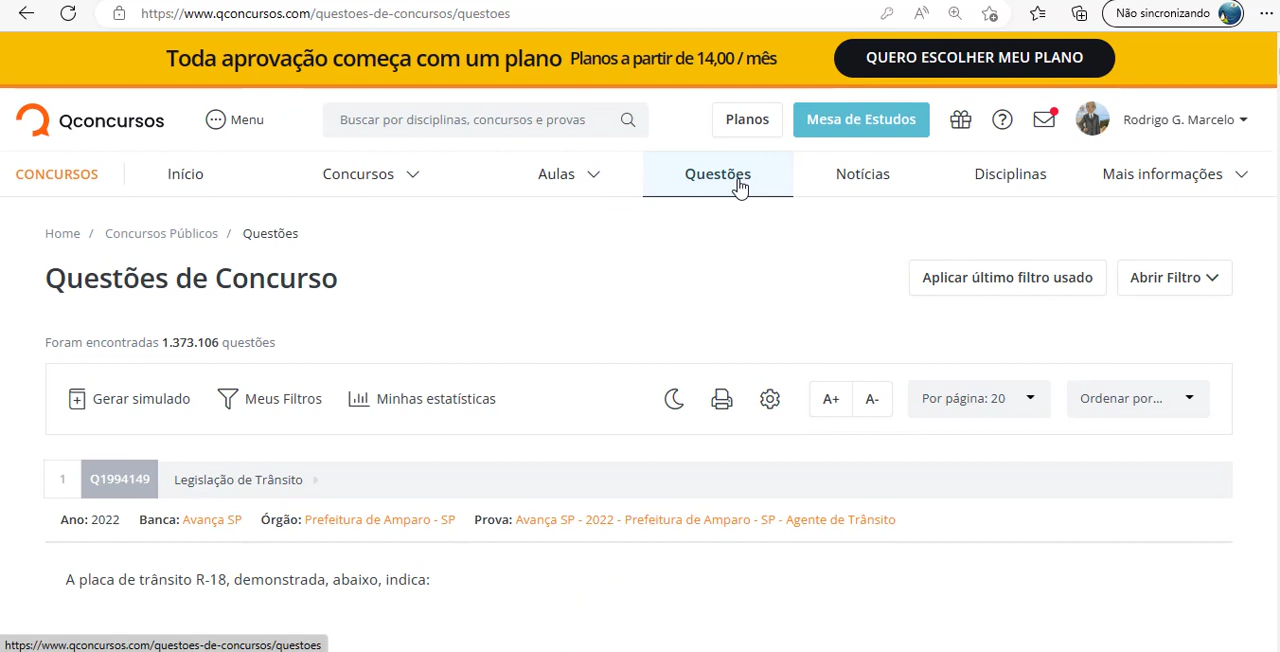 https://www.qconcursos.com/questoes-de-concursos/questoes
Não sincronizando
Toda aprovação começa com um plano Planos a partir de 14,00 / mês QUERO ESCOLHER MEU PLANO
Qconcursos Menu Buscar por disciplinas, concursos e provas Planos Mesa de Estudos Rodrigo G. Marcelo
CONCURSOS Início Concursos Aulas Questões Notícias Disciplinas Mais informações
Home / Concursos Públicos / Questões
Questões de Concurso Aplicar último filtro usado Abrir Filtro
Foram encontradas 1.373.106 questões
Gerar simulado Meus Filtros Minhas estatísticas A+ A- Por página: 20 Ordenar por...
1 Q1994149 Legislação de Trânsito
Ano: 2022 Banca: Avança SP Órgão: Prefeitura de Amparo - SP Prova: Avança SP - 2022 - Prefeitura de Amparo - SP - Agente de Trânsito
A placa de trânsito R-18, demonstrada, abaixo, indica:
https://www.qconcursos.com/questoes-de-concursos/questoes